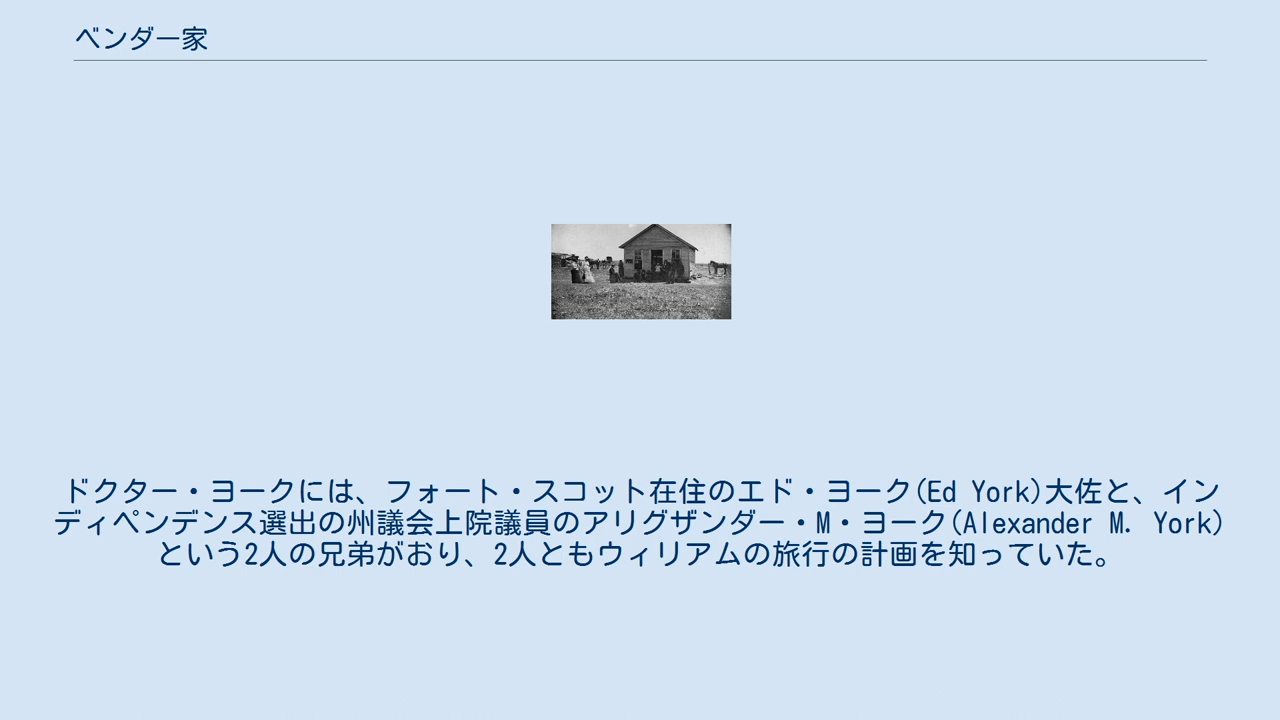 ベンダー家
ドクター・ヨークには、フォート・スコット在住のエド・ヨーク(Ed York)大佐と、イン
ディペンデンス選出の州議会上院議員のアリグザンダー・M・ヨーク(Alexander M. York)
という2人の兄弟がおり、2人ともウィリアムの旅行の計画を知っていた。